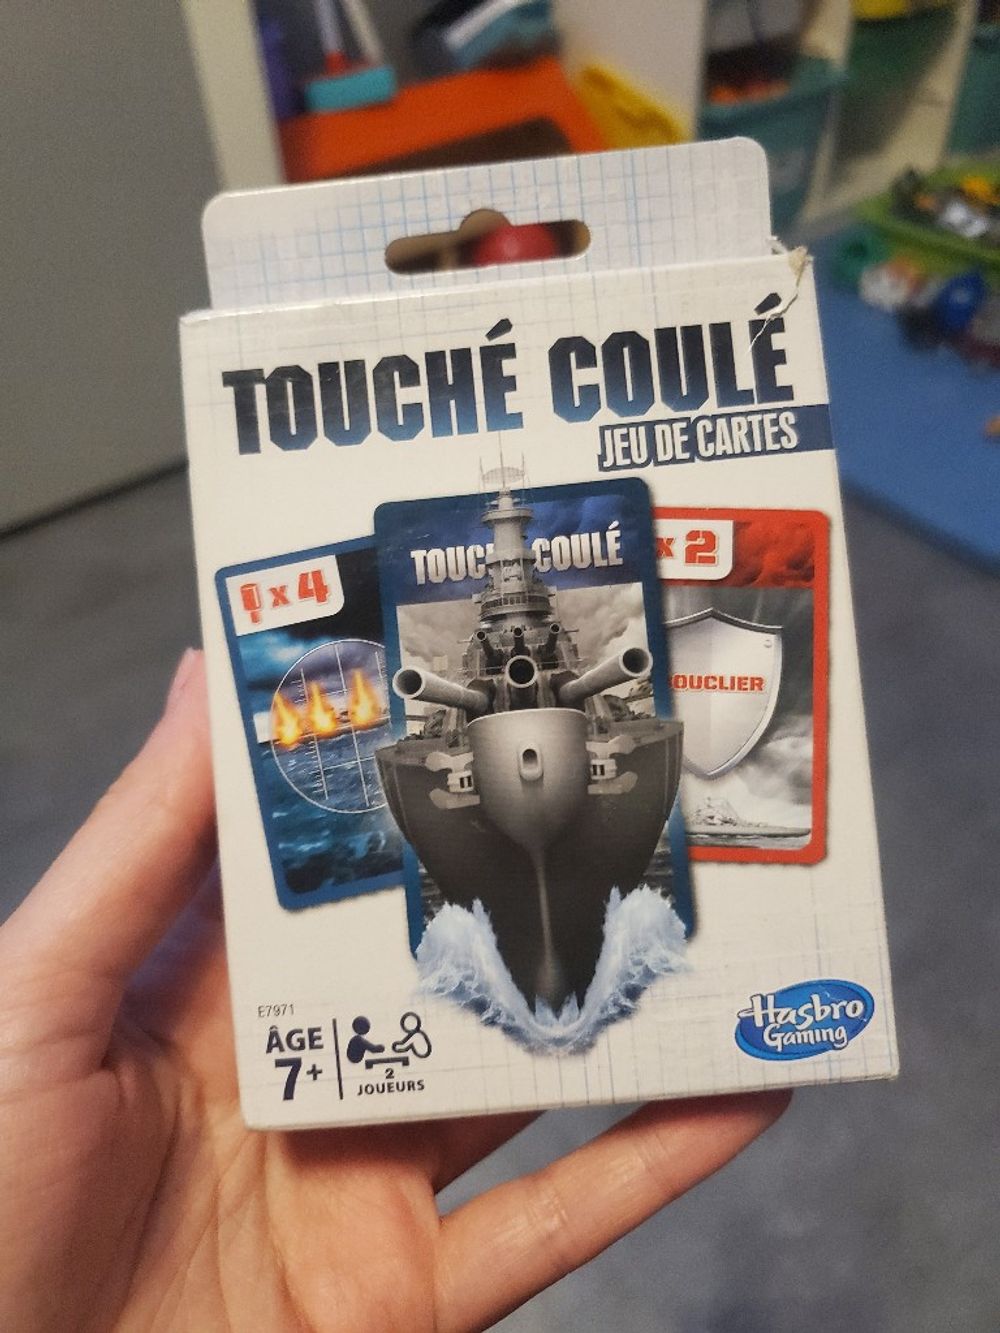 TOUCHÉ COULÉ
JEU DE CARTES
x 4
TOUC COULÉ
x 2
OUCLIER
E7971
ÂGE
7+
2
JOUEURS
Hasbro
Gaming